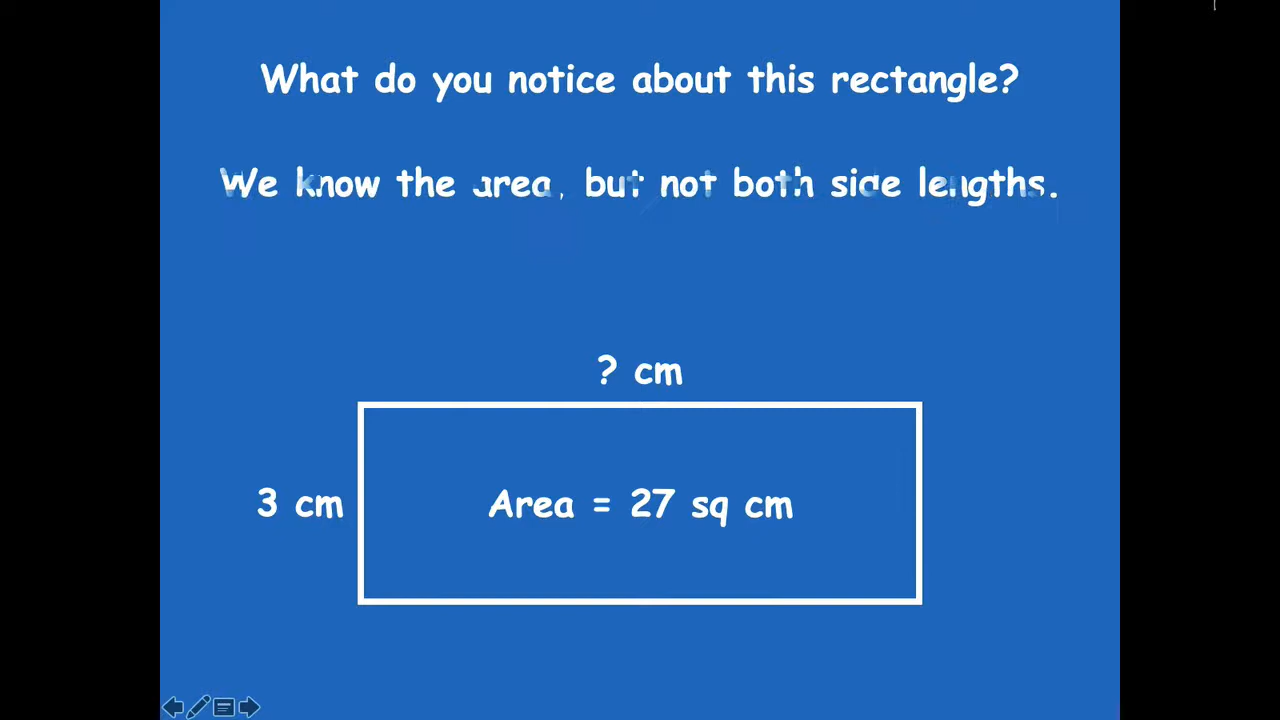 What do you notice about this rectangle?
We know the area, but not both side lengths.
? cm
3 cm
Area = 27 sq cm